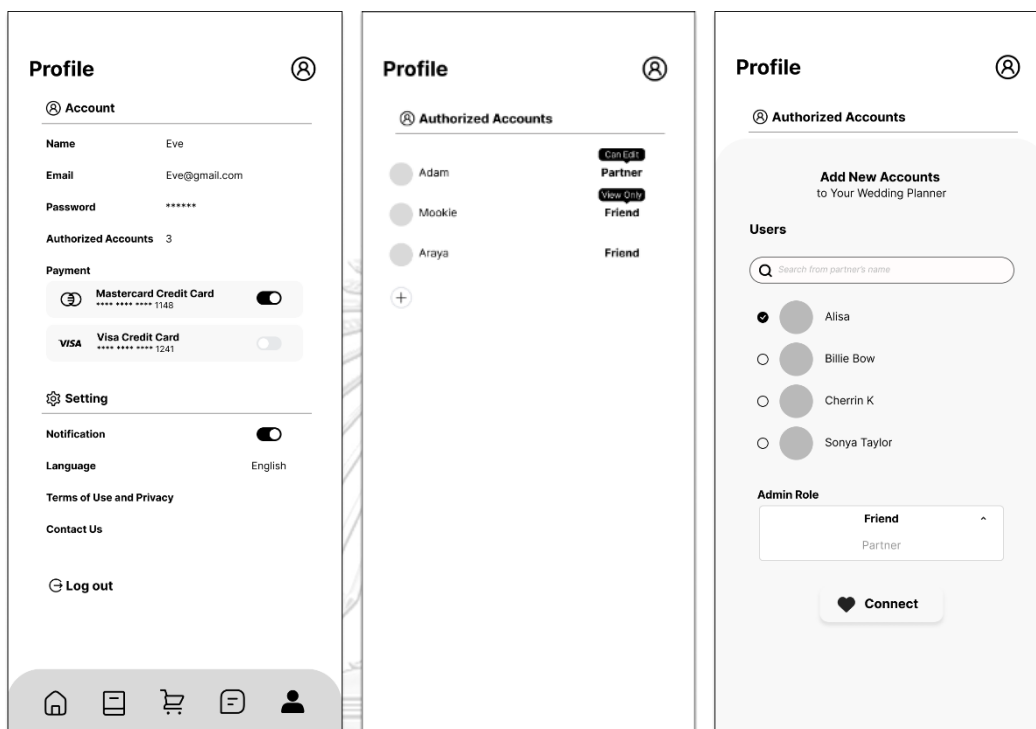 Profile
Account
Name Eve
Email Eve@gmail.com
Password ******
Authorized Accounts 3
Payment
Mastercard Credit Card
**** **** **** 1148
VISA Visa Credit Card
**** **** **** 1241
Setting
Notification
Language English
Terms of Use and Privacy
Contact Us
Log out
Profile
Authorized Accounts
Can Edit
Adam Partner
View Only
Mookie Friend
Araya Friend
Profile
Authorized Accounts
Add New Accounts
to Your Wedding Planner
Users
Search from partner's name
Alisa
Billie Bow
Cherrin K
Sonya Taylor
Admin Role
Friend
Partner
Connect